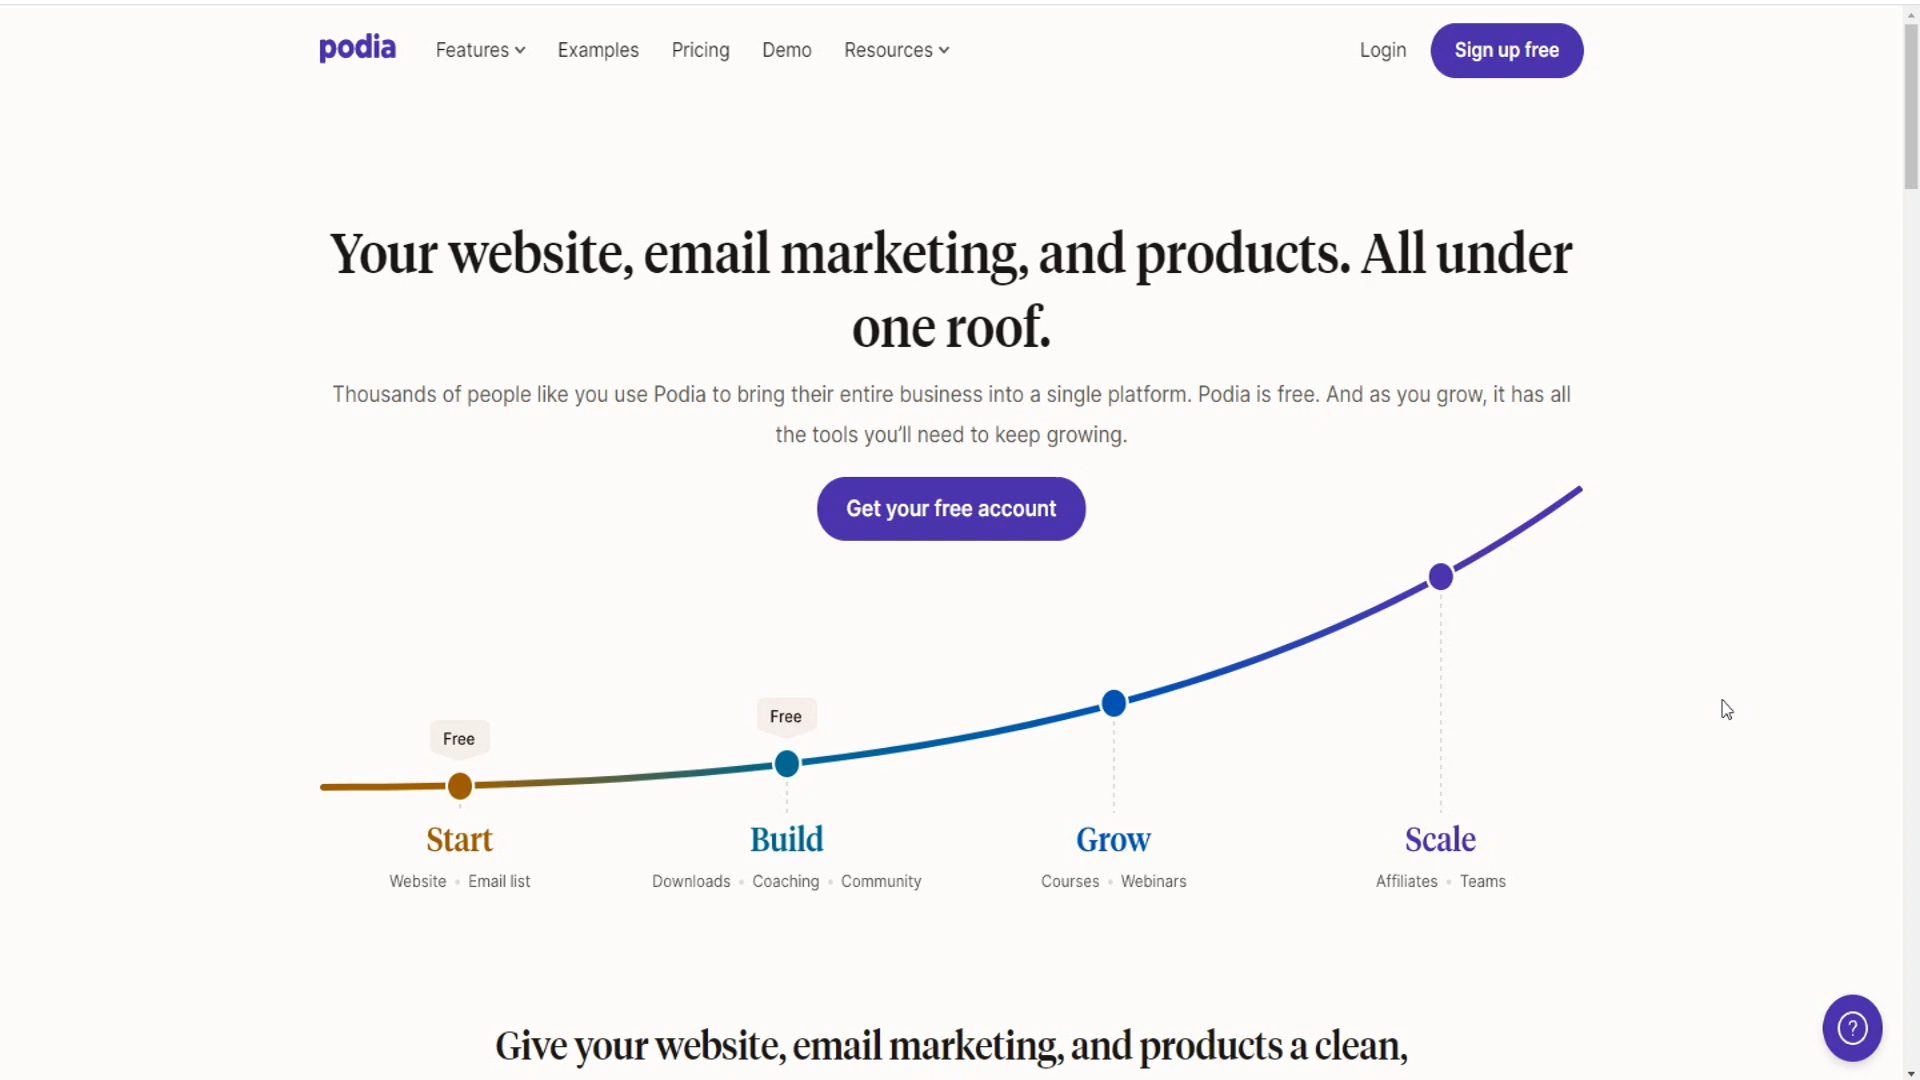 podia Features Examples Pricing Demo Resources Login Sign up free
Your website, email marketing, and products. All under
one roof.
Thousands of people like you use Podia to bring their entire business into a single platform. Podia is free. And as you grow, it has all
the tools you’ll need to keep growing.
Get your free account
Free
Free
Start
Website • Email list
Build
Downloads • Coaching • Community
Grow
Courses • Webinars
Scale
Affiliates • Teams
Give your website, email marketing, and products a clean,
?